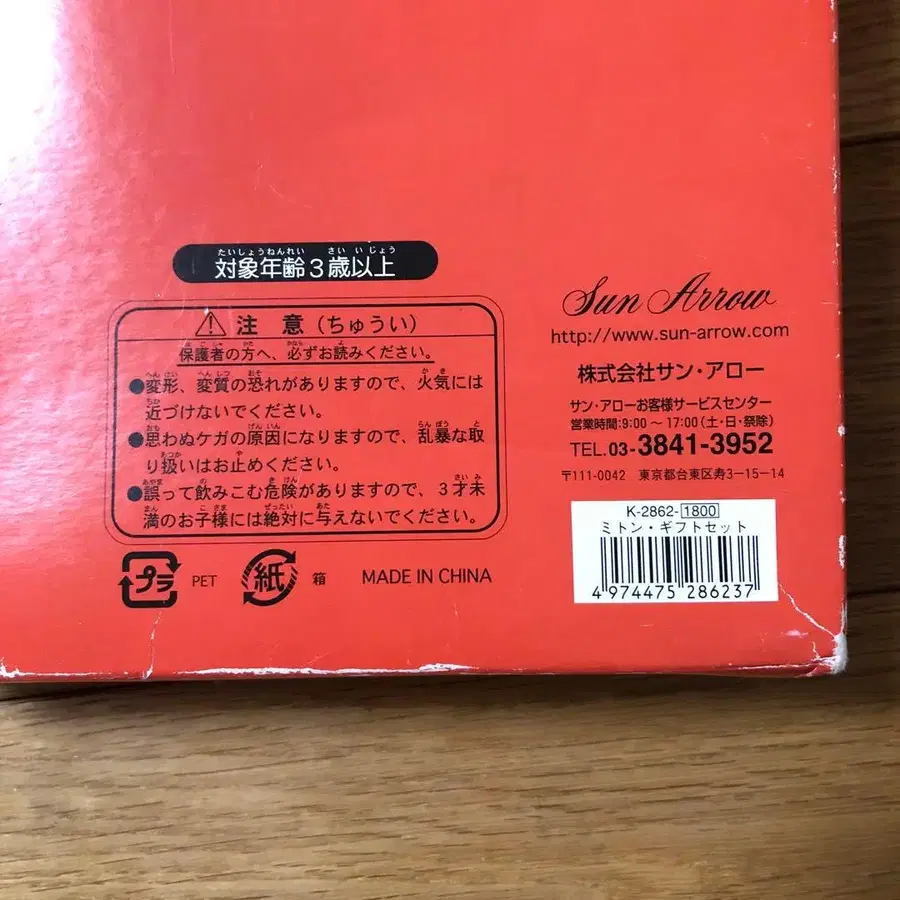 たいしょうねんれい さい いじょう
対象年齢3歳以上
⚠ 注意(ちゅうい)
保護者の方へ、必ずお読みください。
●変形、変質の恐れがありますので、火気には
近づけないでください。
●思わぬケガの原因になりますので、乱暴な取
り扱いはお止めください。
●誤って飲みこむ危険がありますので、3才未
満のお子様には絶対に与えないでください。
プラ PET 紙 箱 MADE IN CHINA
Sun Arrow
http://www.sun-arrow.com
株式会社サン・アロー
サン・アローお客様サービスセンター
営業時間:9:00～17:00(土・日・祭除)
TEL.03-3841-3952
〒111-0042 東京都台東区寿3-15-14
K-2862-1800
ミトン・ギフトセット
4 974475 286237